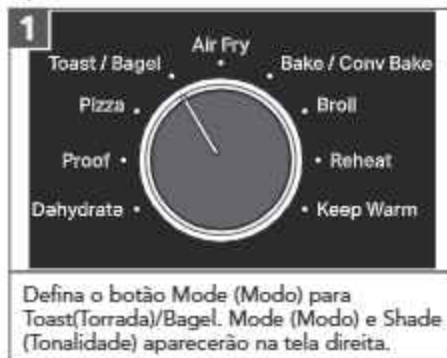 1
Air Fry
Toast / Bagel
Bake / Conv Bake
Pizza
Broil
Proof
Reheat
Dehydrate
Keep Warm
Defina o botão Mode (Modo) para
Toast(Torrada)/Bagel. Mode (Modo) e Shade
(Tonalidade) aparecerão na tela direita.